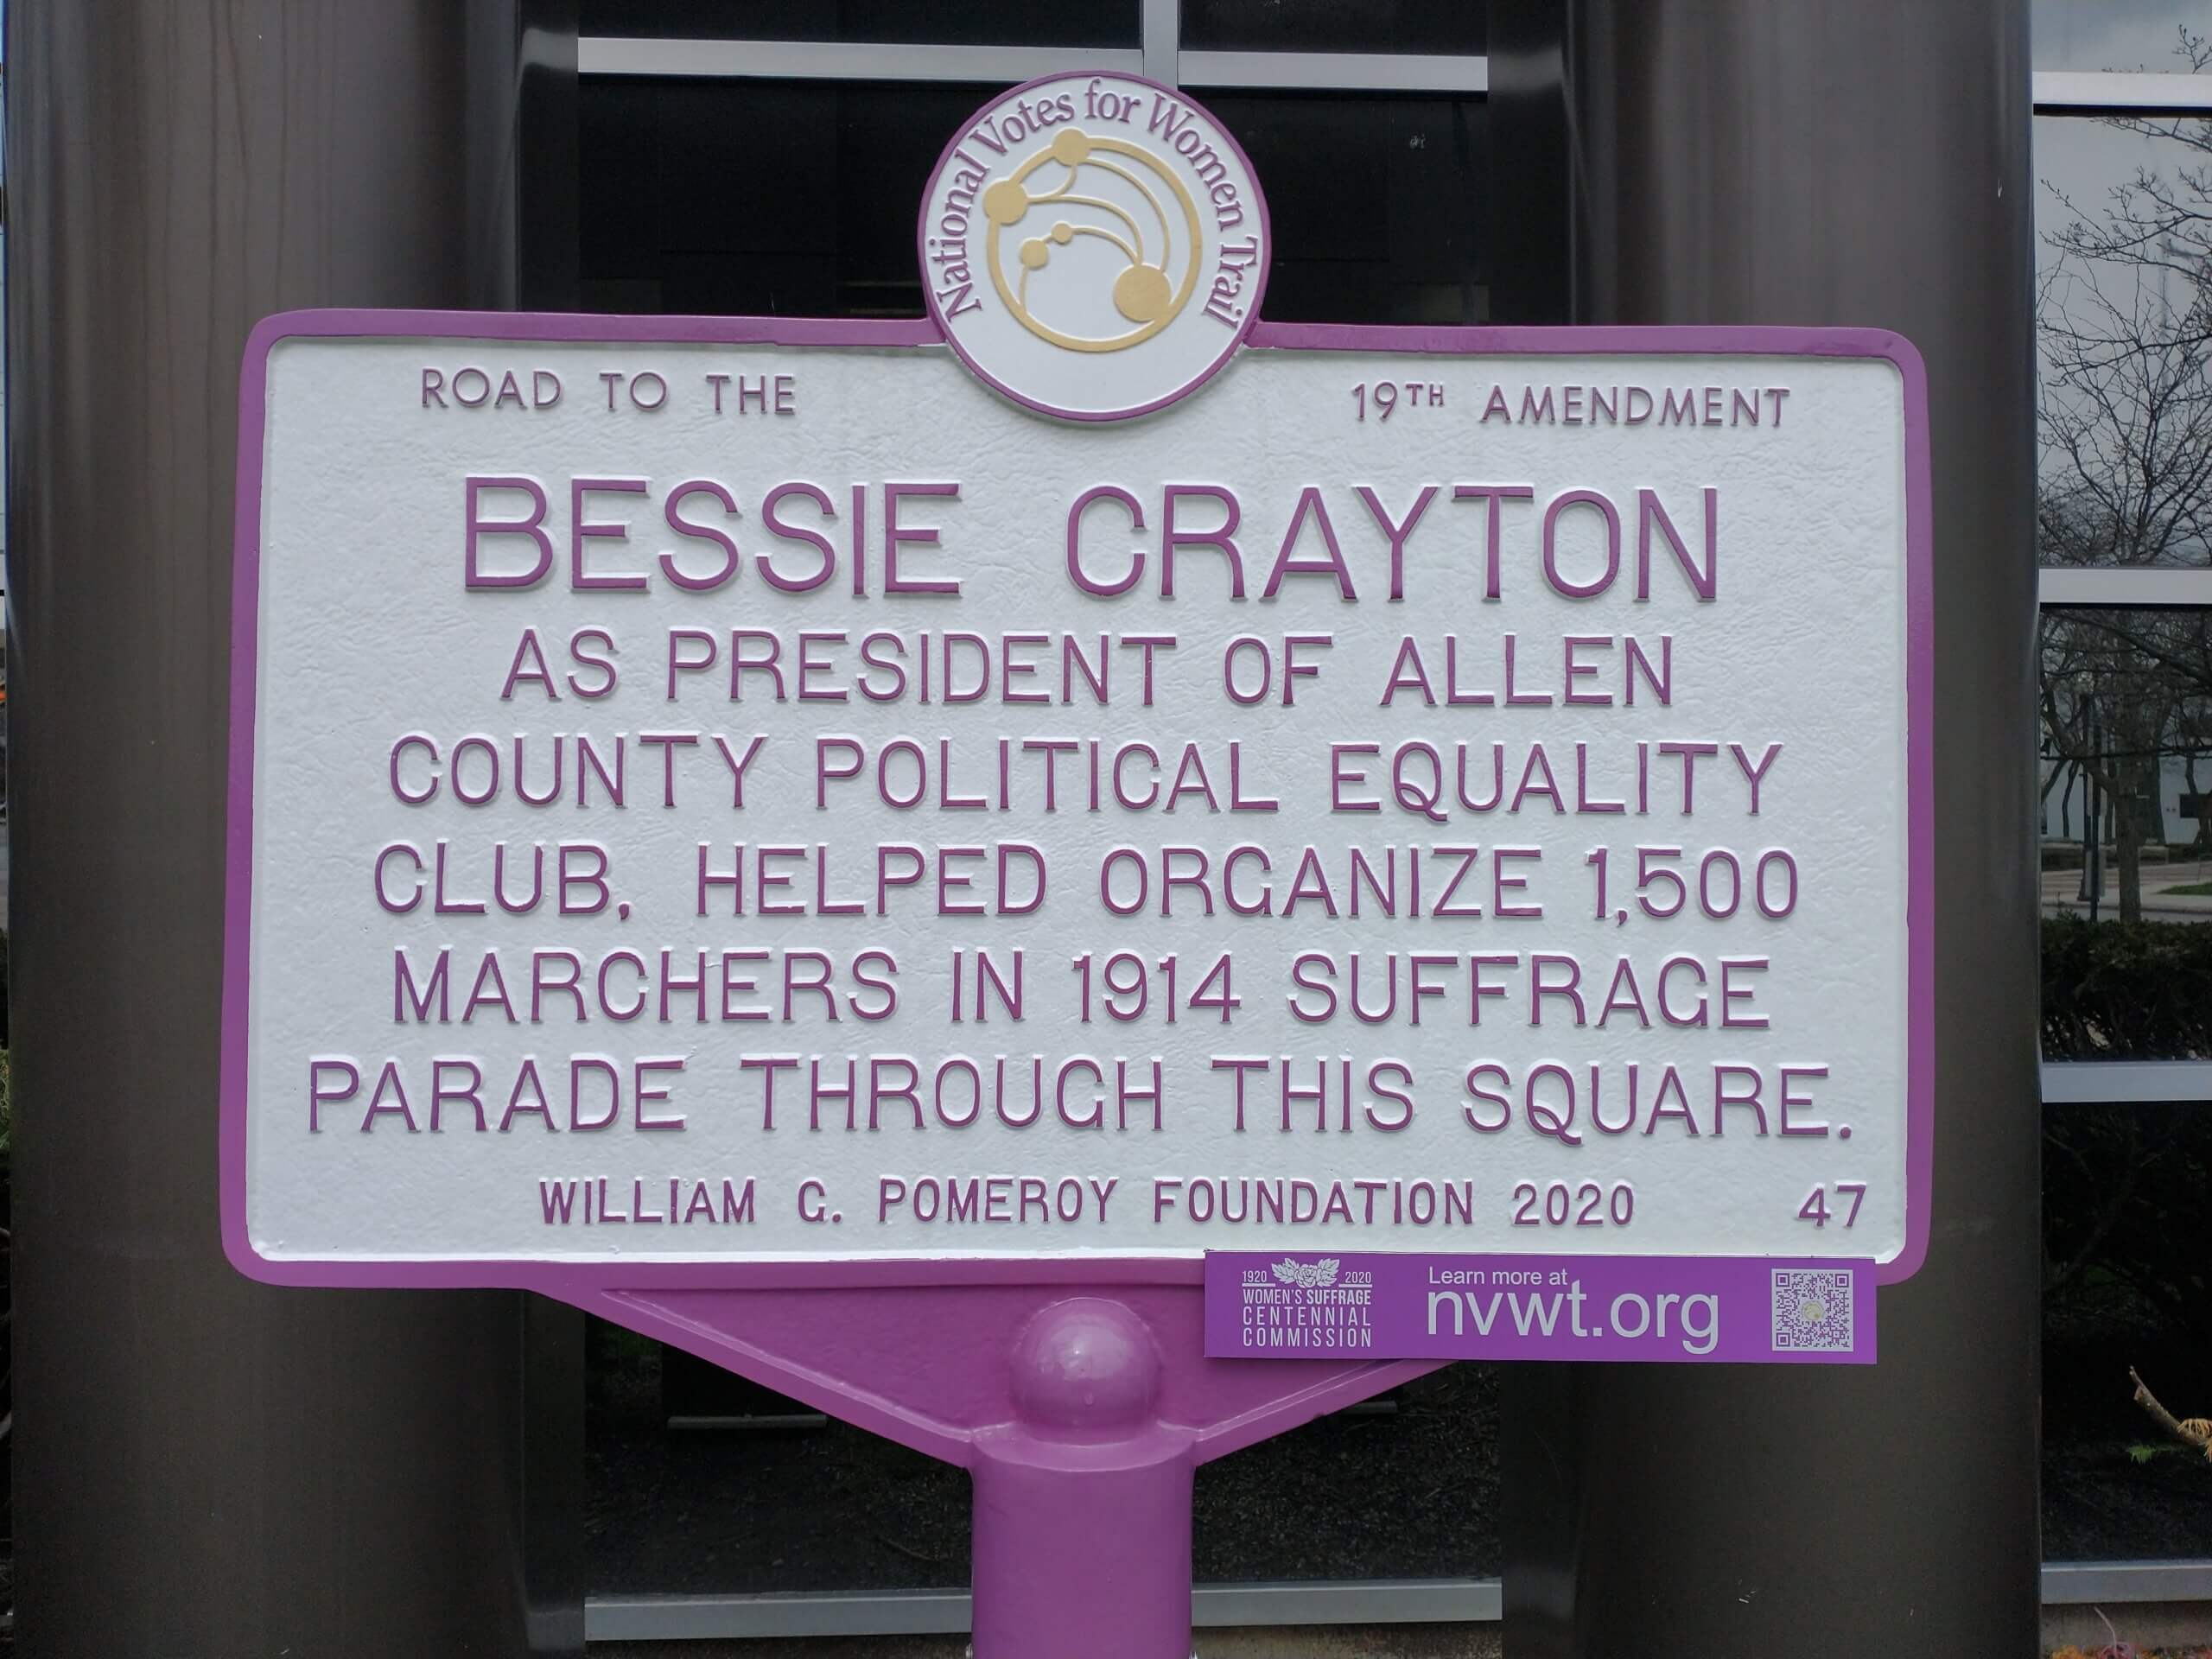 National Votes for Women Trail
ROAD TO THE 19TH AMENDMENT
BESSIE CRAYTON
AS PRESIDENT OF ALLEN
COUNTY POLITICAL EQUALITY
CLUB, HELPED ORGANIZE 1,500
MARCHERS IN 1914 SUFFRAGE
PARADE THROUGH THIS SQUARE.
WILLIAM G. POMEROY FOUNDATION 2020 47
1920 2020
WOMEN'S SUFFRAGE
CENTENNIAL
COMMISSION
Learn more at
nvwt.org